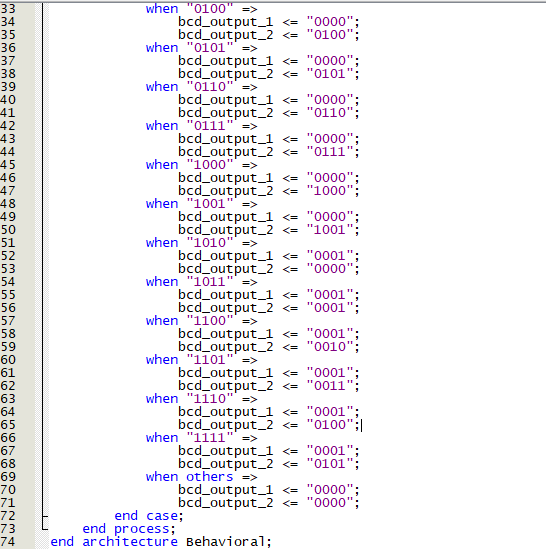 33 when "0100" =>
34 bcd_output_1 <= "0000";
35 bcd_output_2 <= "0100";
36 when "0101" =>
37 bcd_output_1 <= "0000";
38 bcd_output_2 <= "0101";
39 when "0110" =>
40 bcd_output_1 <= "0000";
41 bcd_output_2 <= "0110";
42 when "0111" =>
43 bcd_output_1 <= "0000";
44 bcd_output_2 <= "0111";
45 when "1000" =>
46 bcd_output_1 <= "0000";
47 bcd_output_2 <= "1000";
48 when "1001" =>
49 bcd_output_1 <= "0000";
50 bcd_output_2 <= "1001";
51 when "1010" =>
52 bcd_output_1 <= "0001";
53 bcd_output_2 <= "0000";
54 when "1011" =>
55 bcd_output_1 <= "0001";
56 bcd_output_2 <= "0001";
57 when "1100" =>
58 bcd_output_1 <= "0001";
59 bcd_output_2 <= "0010";
60 when "1101" =>
61 bcd_output_1 <= "0001";
62 bcd_output_2 <= "0011";
63 when "1110" =>
64 bcd_output_1 <= "0001";
65 bcd_output_2 <= "0100";
66 when "1111" =>
67 bcd_output_1 <= "0001";
68 bcd_output_2 <= "0101";
69 when others =>
70 bcd_output_1 <= "0000";
71 bcd_output_2 <= "0000";
72 end case;
73 end process;
74 end architecture Behavioral;